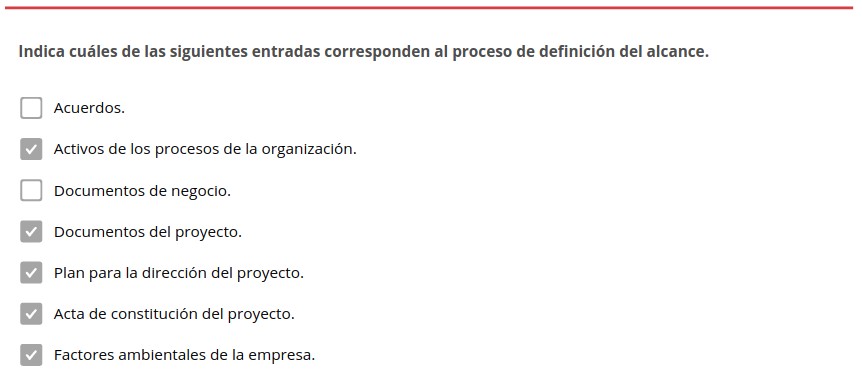 Indica cuáles de las siguientes entradas corresponden al proceso de definición del alcance.
Acuerdos.
Activos de los procesos de la organización.
Documentos de negocio.
Documentos del proyecto.
Plan para la dirección del proyecto.
Acta de constitución del proyecto.
Factores ambientales de la empresa.